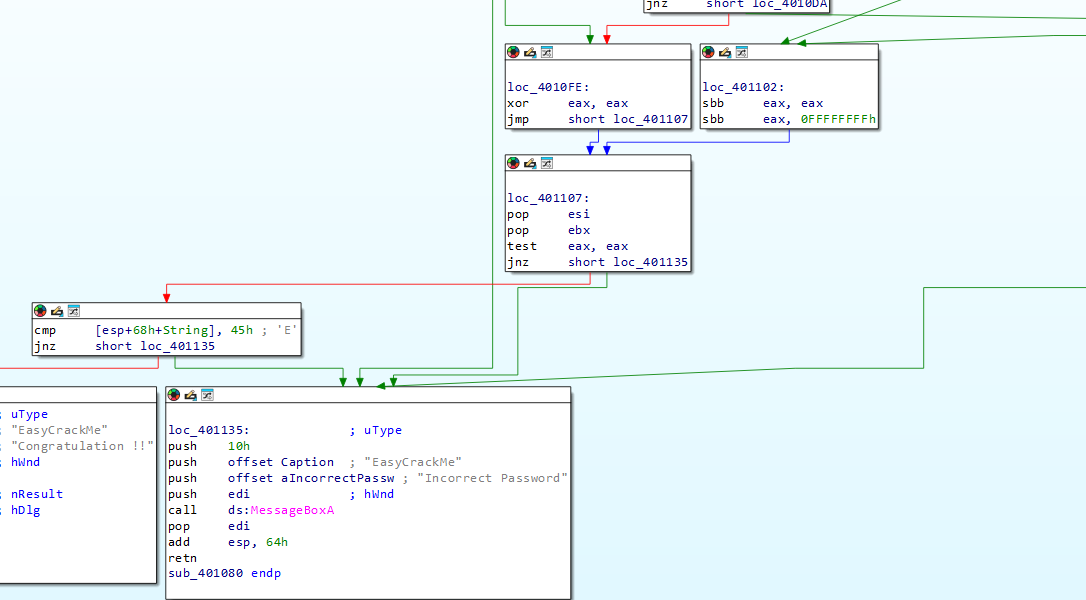 jnz     short loc_4010DA
loc_4010FE:
xor     eax, eax
jmp     short loc_401107
loc_401102:
sbb     eax, eax
sbb     eax, 0FFFFFFFFh
loc_401107:
pop     esi
pop     ebx
test    eax, eax
jnz     short loc_401135
cmp     [esp+68h+String], 45h ; 'E'
jnz     short loc_401135
; uType
; "EasyCrackMe"
; "Congratulation !!"
; hWnd
; nResult
; hDlg
loc_401135:             ; uType
push    10h
push    offset Caption  ; "EasyCrackMe"
push    offset aIncorrectPassw ; "Incorrect Password"
push    edi             ; hWnd
call    ds:MessageBoxA
pop     edi
add     esp, 64h
retn
sub_401080 endp